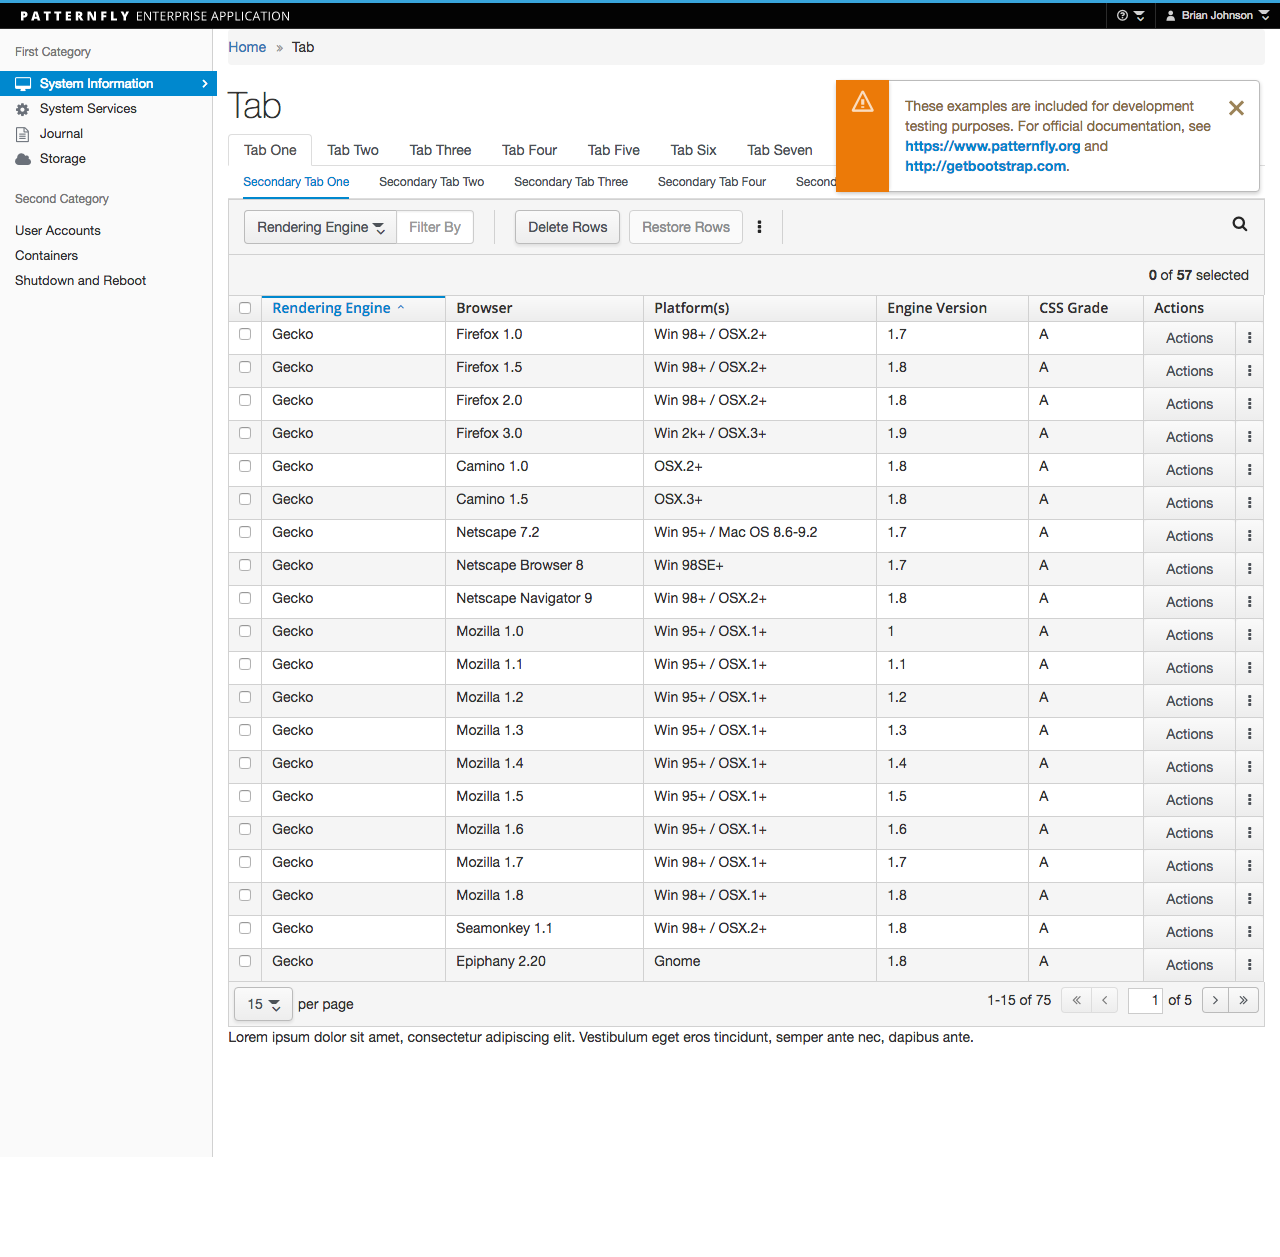 PATTERNFLY ENTERPRISE APPLICATION
Brian Johnson
First Category
System Information
System Services
Journal
Storage
Second Category
User Accounts
Containers
Shutdown and Reboot
Home » Tab
Tab
These examples are included for development
testing purposes. For official documentation, see
https://www.patternfly.org and
http://getbootstrap.com.
Tab One Tab Two Tab Three Tab Four Tab Five Tab Six Tab Seven
Secondary Tab One Secondary Tab Two Secondary Tab Three Secondary Tab Four Second
Rendering Engine Filter By Delete Rows Restore Rows
0 of 57 selected
Rendering Engine Browser Platform(s) Engine Version CSS Grade Actions
Gecko Firefox 1.0 Win 98+ / OSX.2+ 1.7 A Actions
Gecko Firefox 1.5 Win 98+ / OSX.2+ 1.8 A Actions
Gecko Firefox 2.0 Win 98+ / OSX.2+ 1.8 A Actions
Gecko Firefox 3.0 Win 2k+ / OSX.3+ 1.9 A Actions
Gecko Camino 1.0 OSX.2+ 1.8 A Actions
Gecko Camino 1.5 OSX.3+ 1.8 A Actions
Gecko Netscape 7.2 Win 95+ / Mac OS 8.6-9.2 1.7 A Actions
Gecko Netscape Browser 8 Win 98SE+ 1.7 A Actions
Gecko Netscape Navigator 9 Win 98+ / OSX.2+ 1.8 A Actions
Gecko Mozilla 1.0 Win 95+ / OSX.1+ 1 A Actions
Gecko Mozilla 1.1 Win 95+ / OSX.1+ 1.1 A Actions
Gecko Mozilla 1.2 Win 95+ / OSX.1+ 1.2 A Actions
Gecko Mozilla 1.3 Win 95+ / OSX.1+ 1.3 A Actions
Gecko Mozilla 1.4 Win 95+ / OSX.1+ 1.4 A Actions
Gecko Mozilla 1.5 Win 95+ / OSX.1+ 1.5 A Actions
Gecko Mozilla 1.6 Win 95+ / OSX.1+ 1.6 A Actions
Gecko Mozilla 1.7 Win 98+ / OSX.1+ 1.7 A Actions
Gecko Mozilla 1.8 Win 98+ / OSX.1+ 1.8 A Actions
Gecko Seamonkey 1.1 Win 98+ / OSX.2+ 1.8 A Actions
Gecko Epiphany 2.20 Gnome 1.8 A Actions
15 per page 1-15 of 75 « < 1 of 5 > »
Lorem ipsum dolor sit amet, consectetur adipiscing elit. Vestibulum eget eros tincidunt, semper ante nec, dapibus ante.